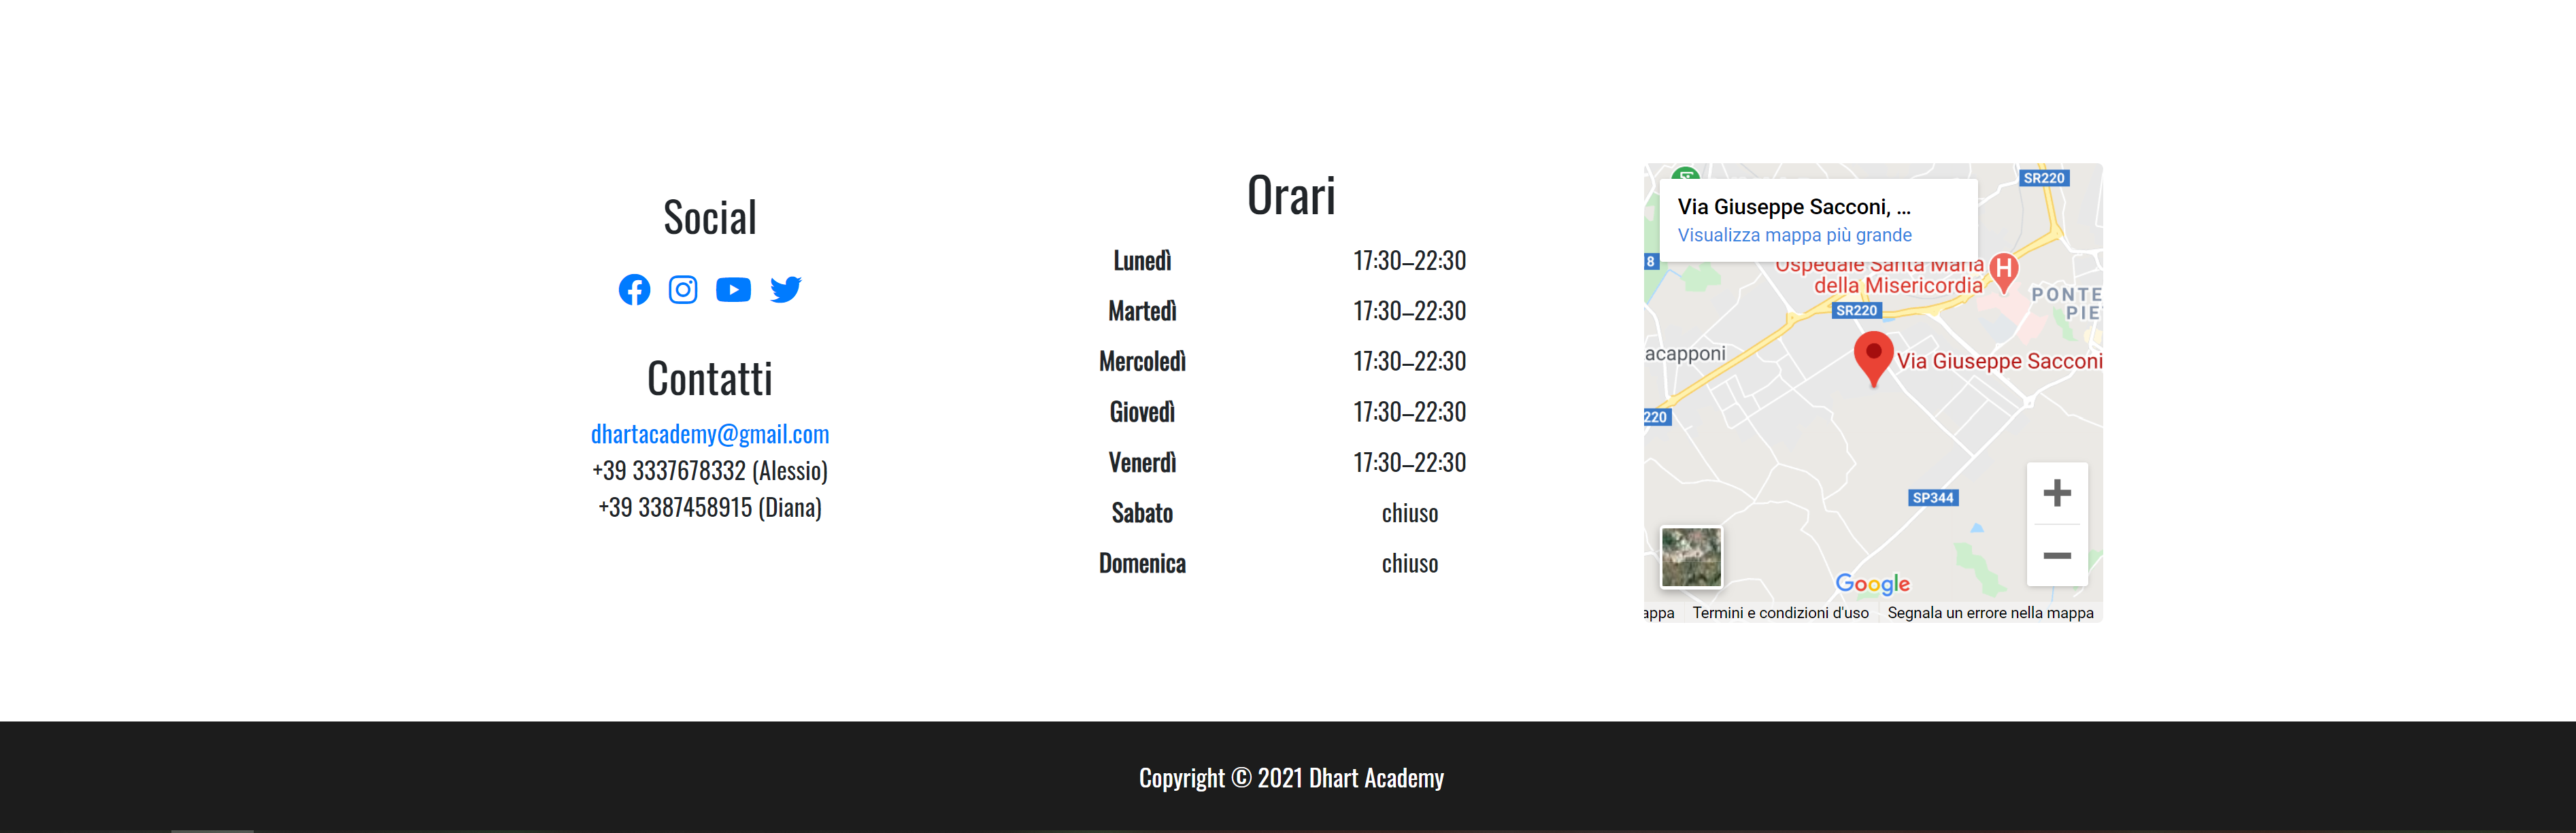 Social
Contatti
dhartacademy@gmail.com
+39 3337678332 (Alessio)
+39 3387458915 (Diana)
Orari
Lunedì 17:30–22:30
Martedì 17:30–22:30
Mercoledì 17:30–22:30
Giovedì 17:30–22:30
Venerdì 17:30–22:30
Sabato chiuso
Domenica chiuso
SR220
Via Giuseppe Sacconi, ...
Visualizza mappa più grande
8
Ospedale Santa Maria
della Misericordia
H
PONTE
PIE
SR220
acapponi
Via Giuseppe Sacconi
220
SP344
Google
appa
Termini e condizioni d'uso
Segnala un errore nella mappa
Copyright © 2021 Dhart Academy